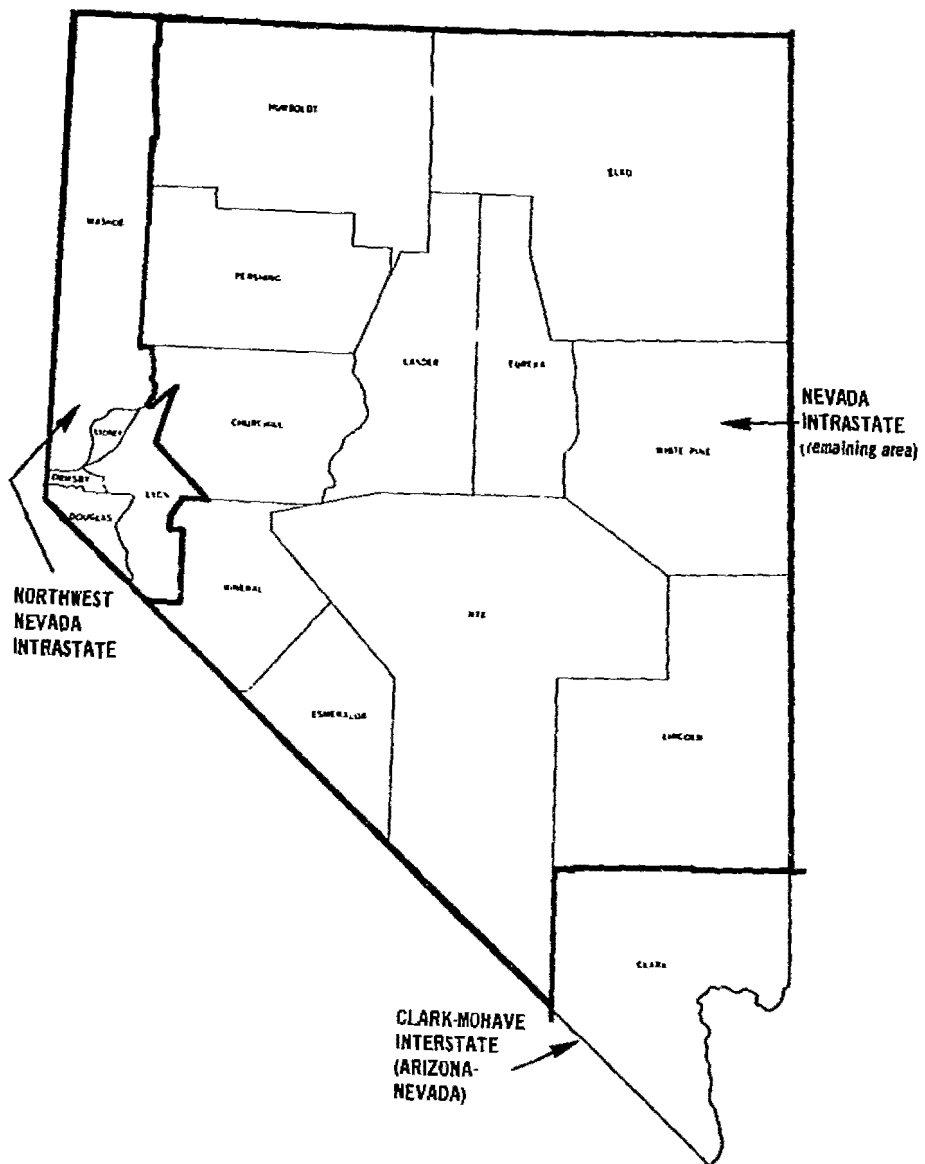 HUMBOLDT
ELKO
WASHOE
PERSHING
LANDER
EUREKA
NEVADA
INTRASTATE
(remaining area)
CHURCHILL
STOREY
WHITE PINE
ORMSBY
LYON
DOUGLAS
NORTHWEST
NEVADA
INTRASTATE
MINERAL
NYE
ESMERALDA
LINCOLN
CLARK
CLARK-MOHAVE
INTERSTATE
(ARIZONA-
NEVADA)